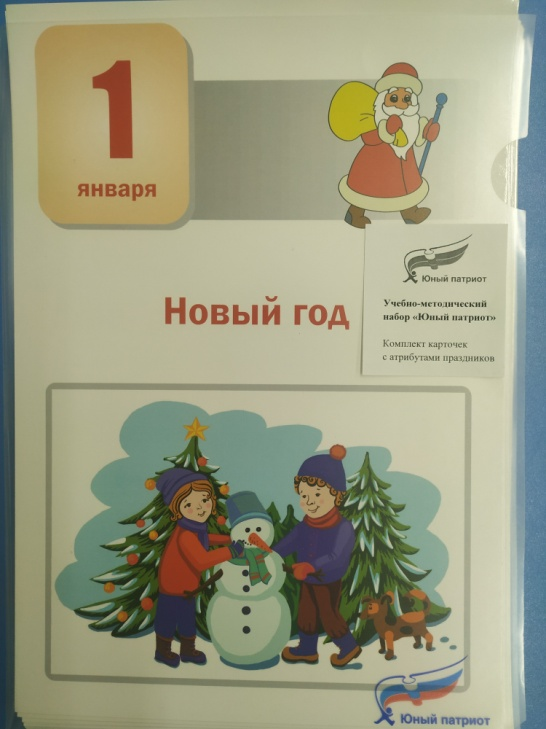 1
января
Юный патриот
Учебно-методический
набор «Юный патриот»
Комплект карточек
с атрибутами праздников
Новый год
Юный патриот